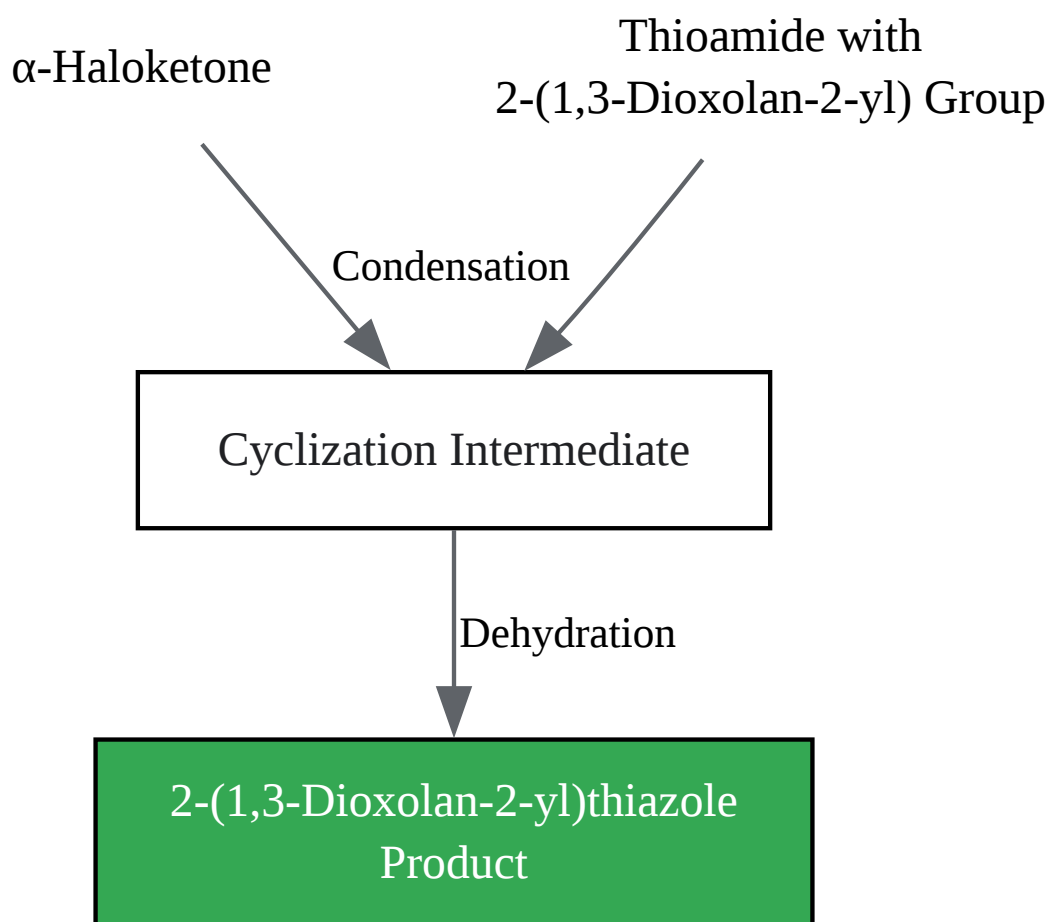 α-Haloketone
Thioamide with
2-(1,3-Dioxolan-2-yl) Group
Condensation
Cyclization Intermediate
Dehydration
2-(1,3-Dioxolan-2-yl)thiazole
Product